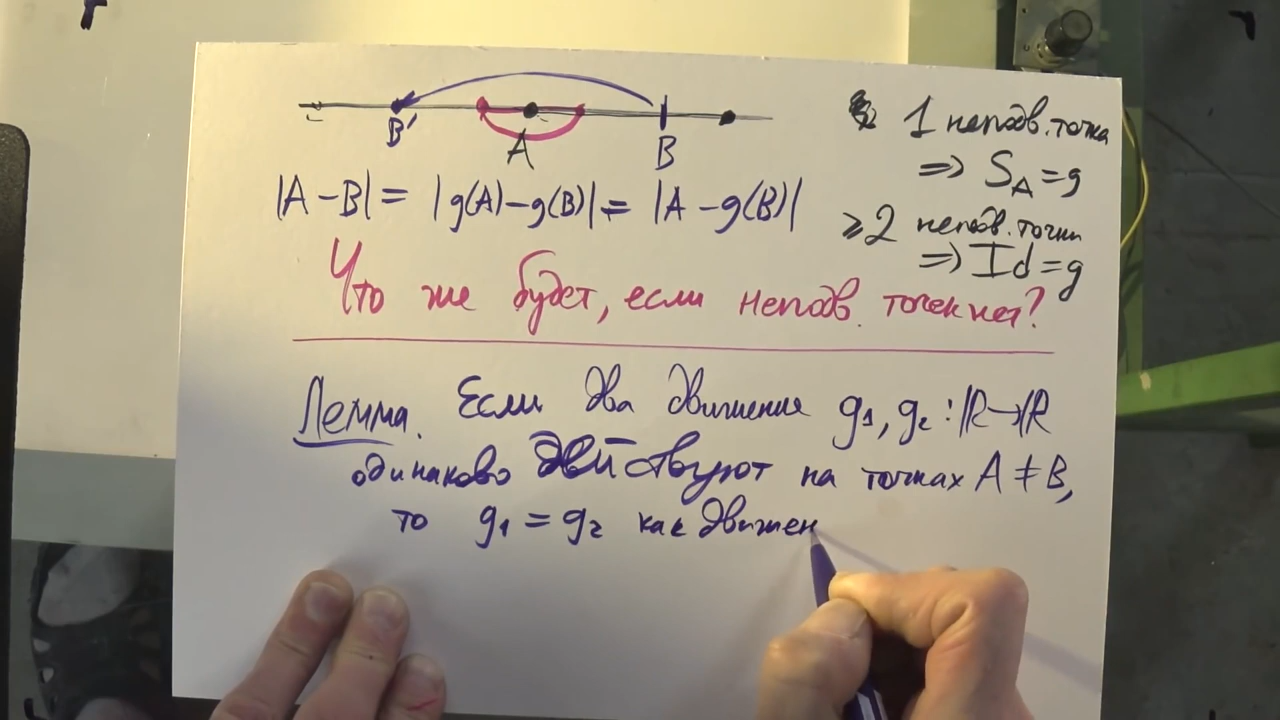 B' A B
|A - B| = |g(A) - g(B)| = |A - g(B)|
1 неподв. точка
=> S_A = g
⩾2 неподв. точки
=> Id = g
Что же будет, если неподв. точек нет?
Лемма. Если два движения g₁, g₂ : ℝ→ℝ
одинаково действуют на точках A ≠ B,
то g₁ = g₂ как движен